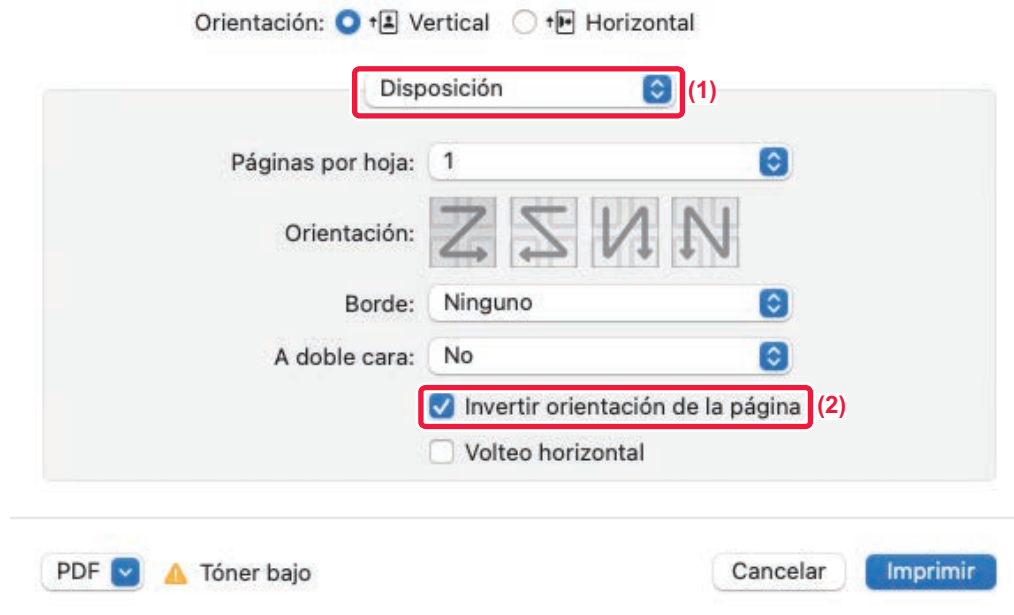 Orientación: Vertical Horizontal
Disposición (1)
Páginas por hoja: 1
Orientación:
Borde: Ninguno
A doble cara: No
Invertir orientación de la página (2)
Volteo horizontal
PDF Tóner bajo Cancelar Imprimir